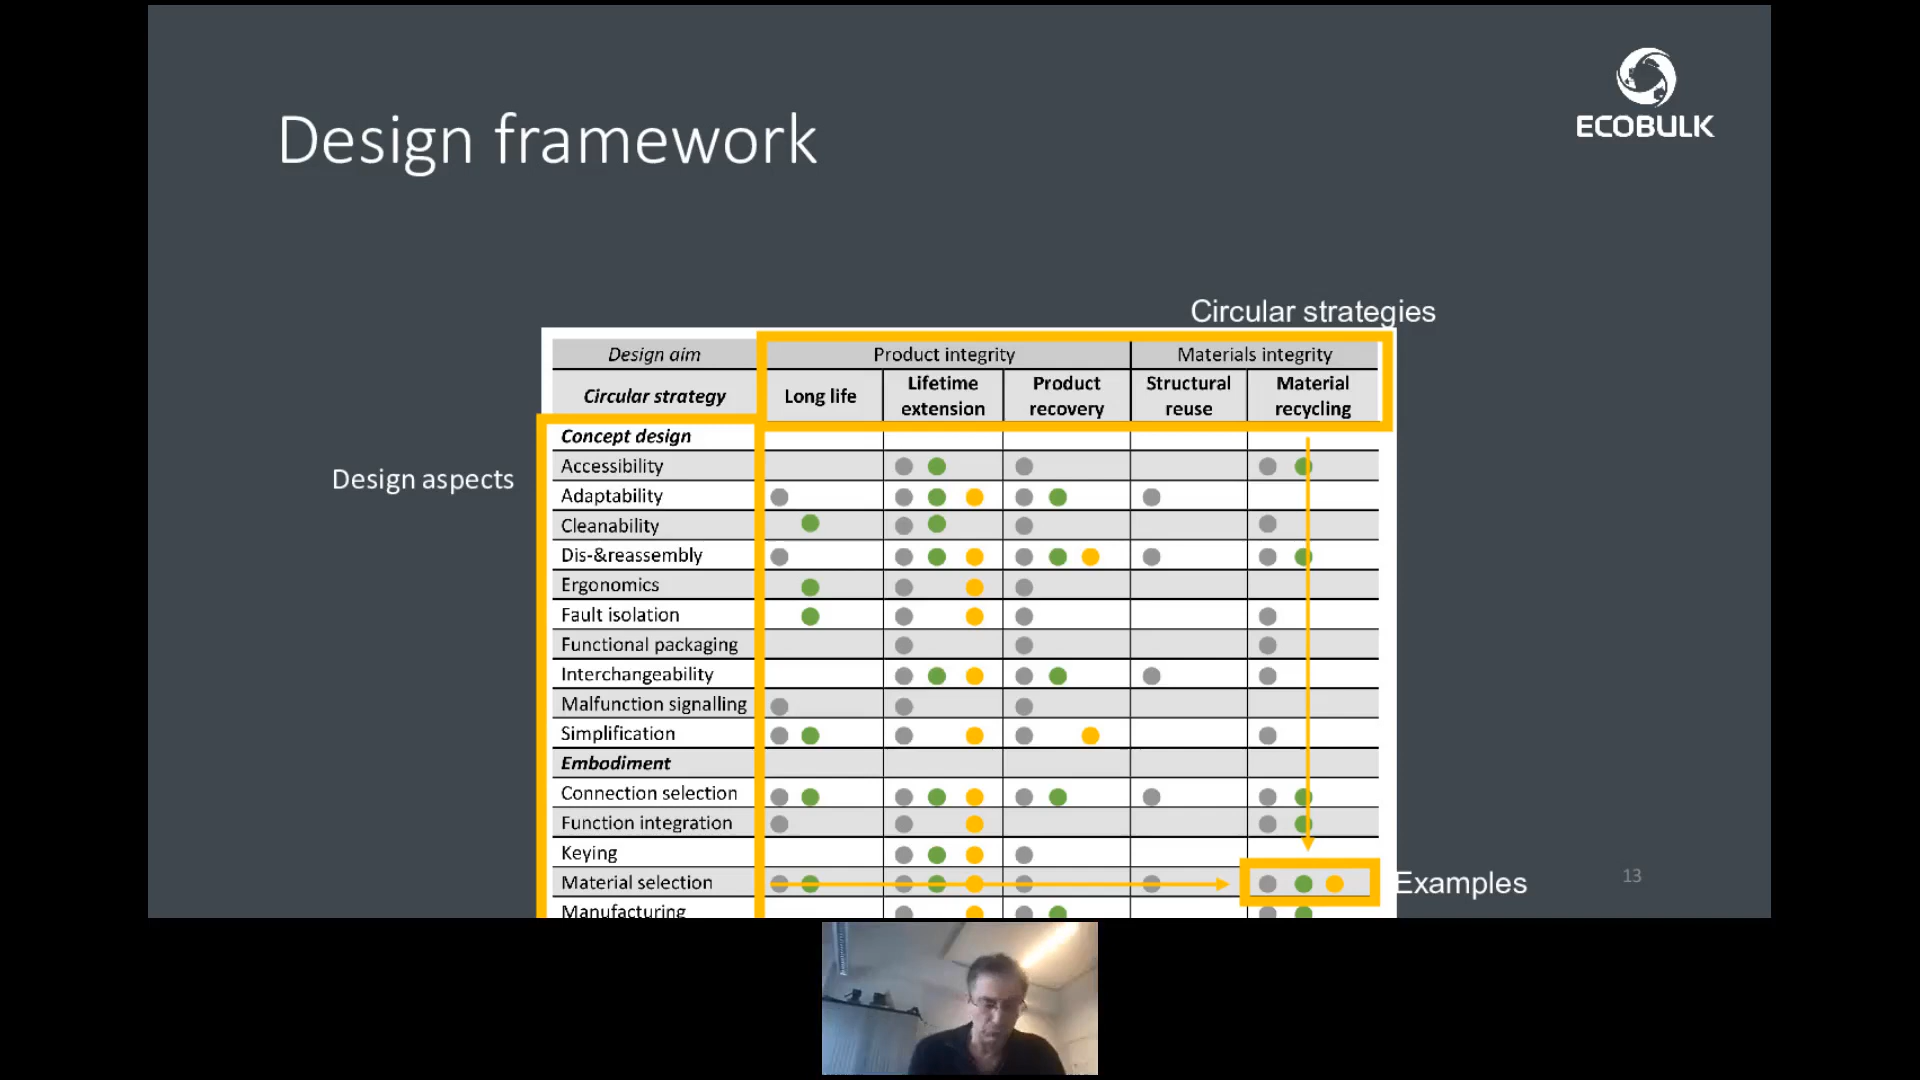 ECOBULK
Design framework
Circular strategies
Design aim Product integrity Materials integrity
Circular strategy Long life Lifetime extension Product recovery Structural reuse Material recycling
Concept design
Design aspects
Accessibility
Adaptability
Cleanability
Dis-&reassembly
Ergonomics
Fault isolation
Functional packaging
Interchangeability
Malfunction signalling
Simplification
Embodiment
Connection selection
Function integration
Keying
Material selection
Examples
13
Manufacturing